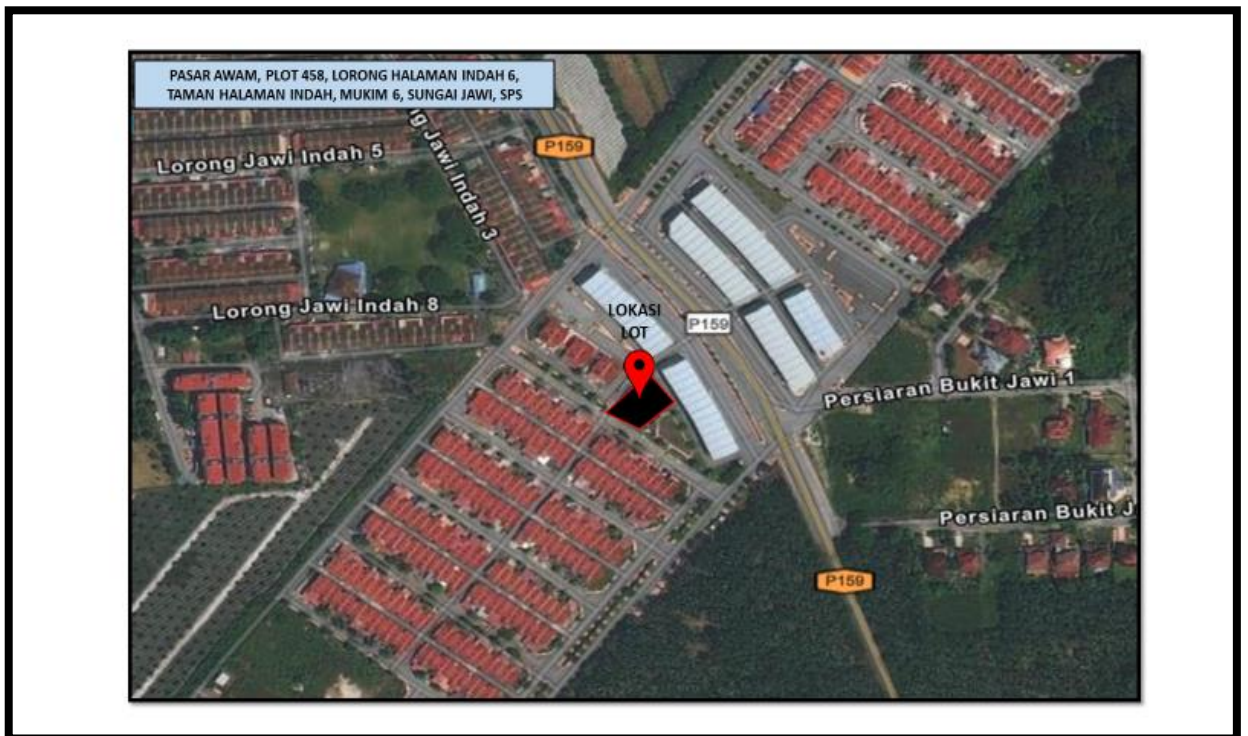 PASAR AWAM, PLOT 458, LORONG HALAMAN INDAH 6,
TAMAN HALAMAN INDAH, MUKIM 6, SUNGAI JAWI, SPS
ng Jawi Indah 3
P159
Lorong Jawi Indah 5
Lorong Jawi Indah 8
LOKASI
LOT
P159
Persiaran Bukit Jawi 1
Persiaran Bukit J
P159